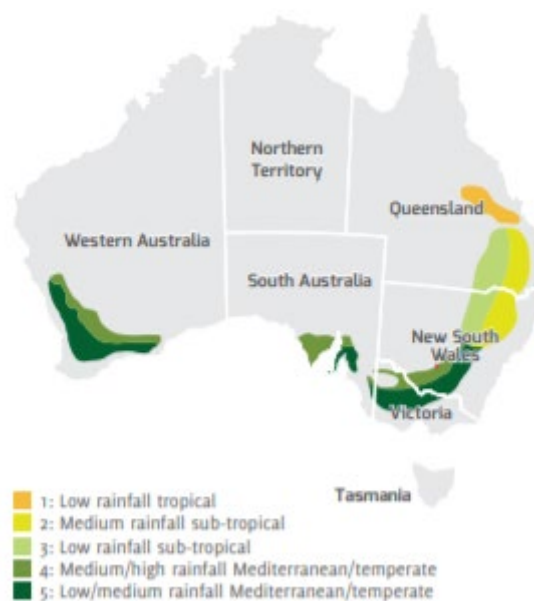 Northern
Territory
Queensland
Western Australia
South Australia
New South
Wales
Victoria
Tasmania
1: Low rainfall tropical
2: Medium rainfall sub-tropical
3: Low rainfall sub-tropical
4: Medium/high rainfall Mediterranean/temperate
5: Low/medium rainfall Mediterranean/temperate